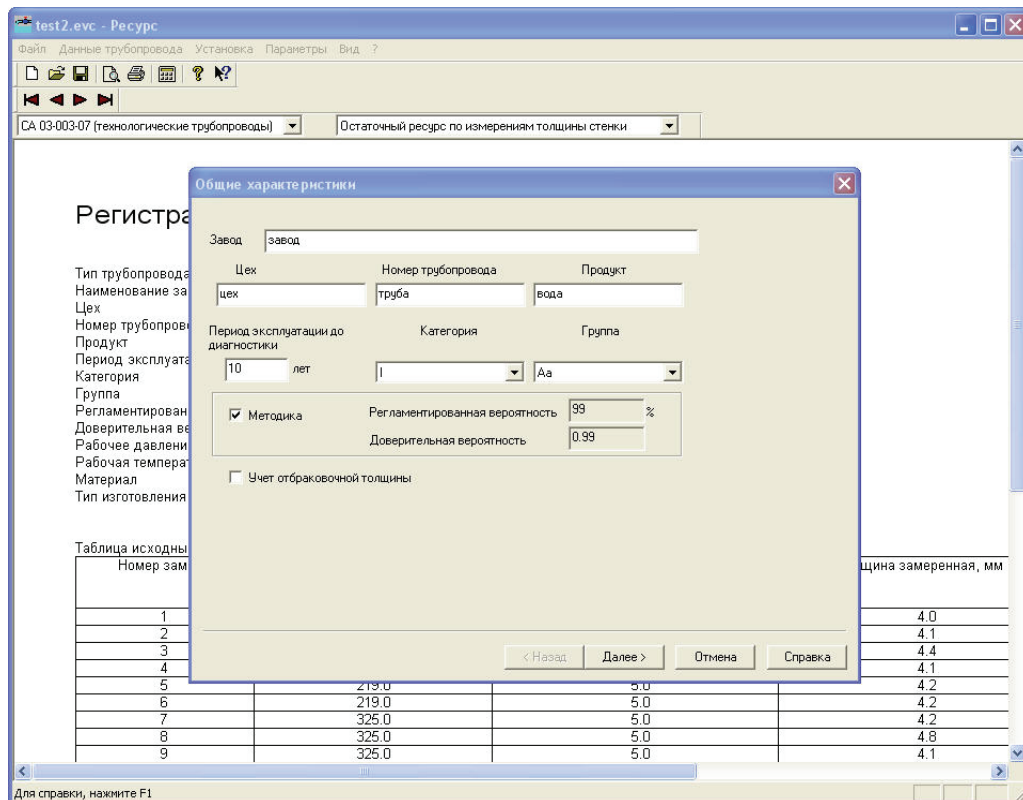 test2.evc - Ресурс
Файл Данные трубопровода Установка Параметры Вид ?
СА 03-003-07 (технологические трубопроводы) Остаточный ресурс по измерениям толщины стенки
Регистра
Тип трубопровода
Наименование за
Цех
Номер трубопрово
Продукт
Период эксплуата
Категория
Группа
Регламентирован
Доверительная ве
Рабочее давлени
Рабочая температ
Материал
Тип изготовления
Общие характеристики
Завод завод
Цех Номер трубопровода Продукт
цех труба вода
Период эксплуатации до диагностики Категория Группа
10 лет I Aa
Методика Регламентированная вероятность 99 %
Доверительная вероятность 0.99
Учет отбраковочной толщины
< Назад Далее > Отмена Справка
Таблица исходны
Номер зам щина замеренная, мм
1 4.0
2 4.1
3 4.4
4 4.1
5 219.0 5.0 4.2
6 219.0 5.0 4.2
7 325.0 5.0 4.2
8 325.0 5.0 4.8
9 325.0 5.0 4.1
Для справки, нажмите F1